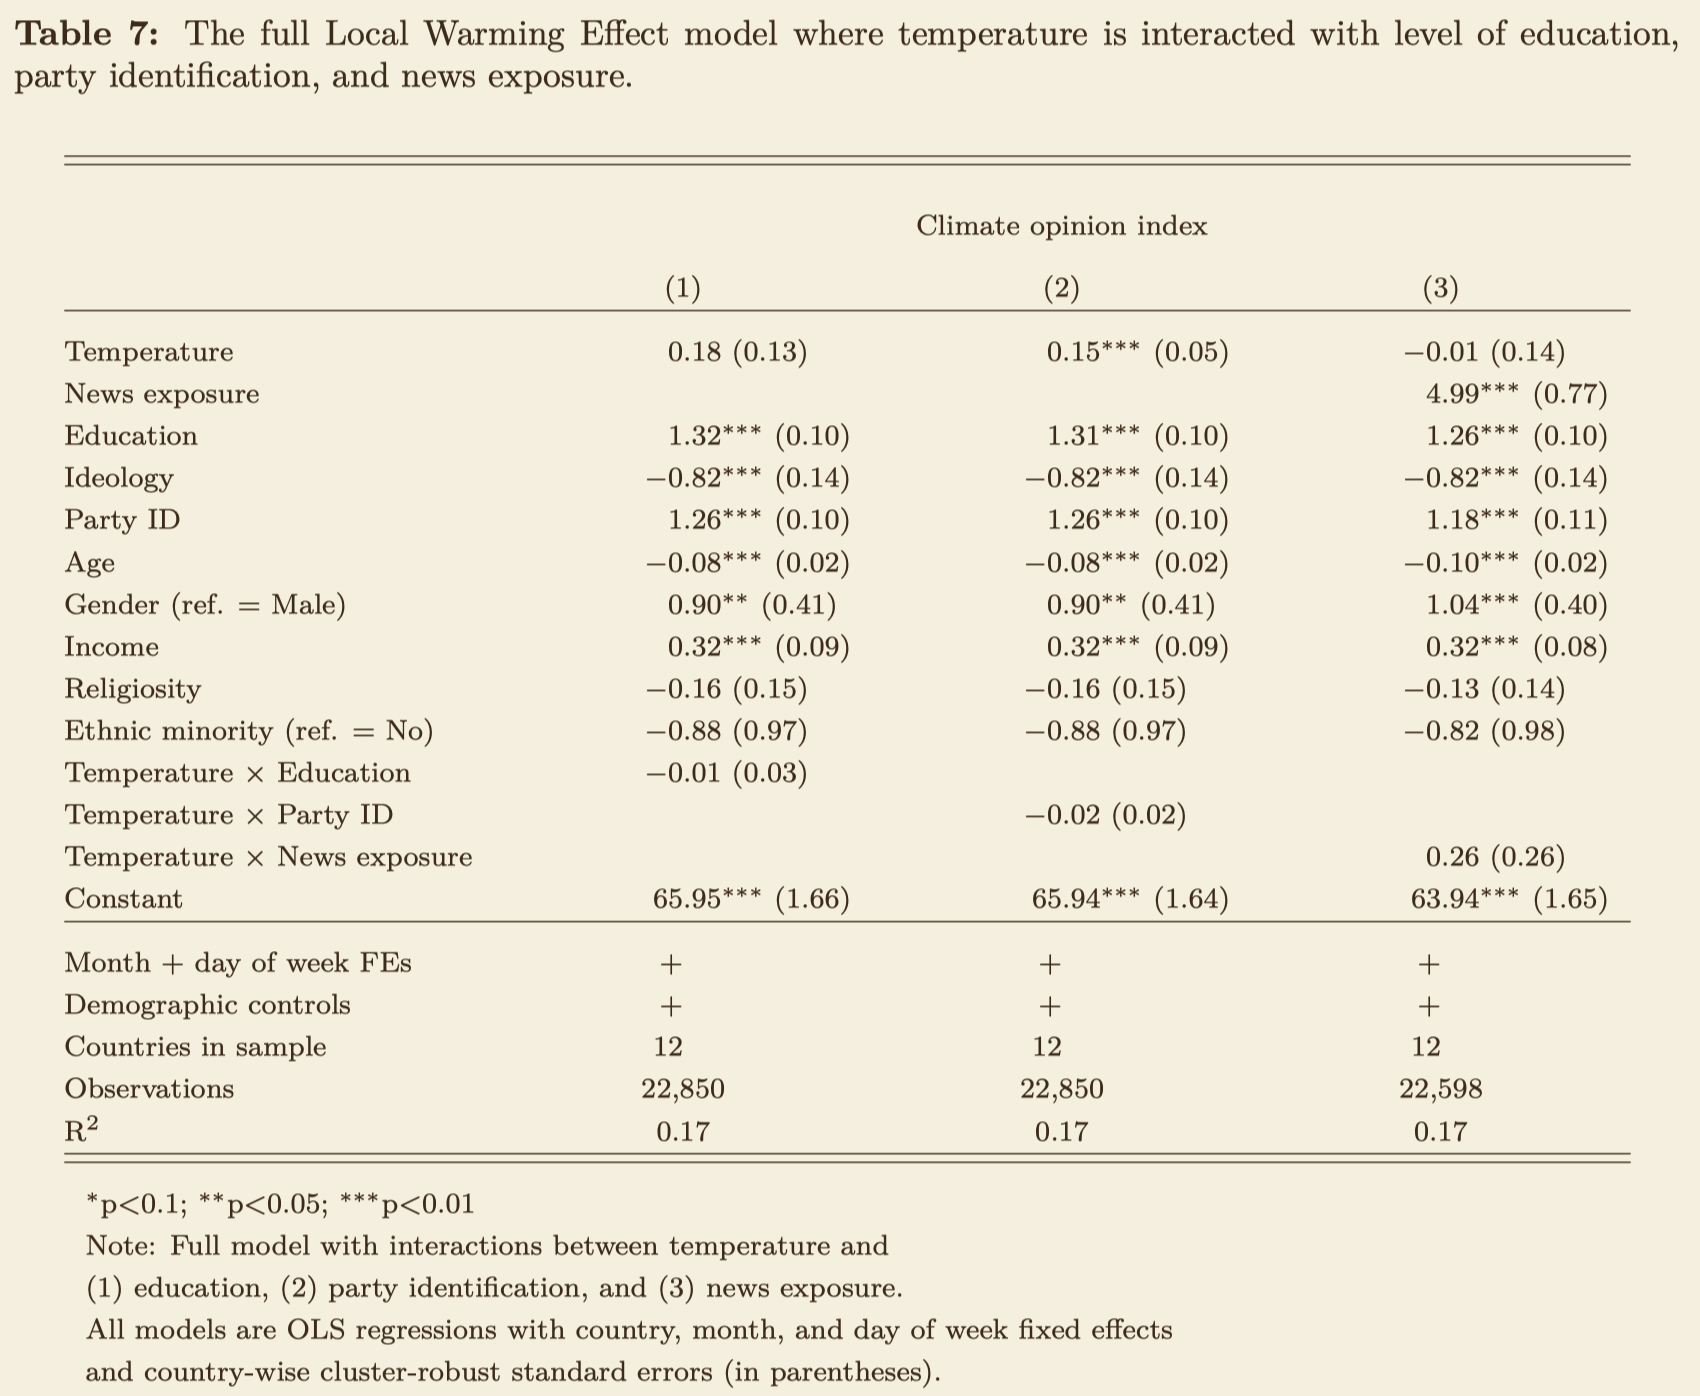 Table 7: The full Local Warming Effect model where temperature is interacted with level of education,
party identification, and news exposure.
Climate opinion index
(1) (2) (3)
Temperature 0.18 (0.13) 0.15*** (0.05) −0.01 (0.14)
News exposure 4.99*** (0.77)
Education 1.32*** (0.10) 1.31*** (0.10) 1.26*** (0.10)
Ideology −0.82*** (0.14) −0.82*** (0.14) −0.82*** (0.14)
Party ID 1.26*** (0.10) 1.26*** (0.10) 1.18*** (0.11)
Age −0.08*** (0.02) −0.08*** (0.02) −0.10*** (0.02)
Gender (ref. = Male) 0.90** (0.41) 0.90** (0.41) 1.04*** (0.40)
Income 0.32*** (0.09) 0.32*** (0.09) 0.32*** (0.08)
Religiosity −0.16 (0.15) −0.16 (0.15) −0.13 (0.14)
Ethnic minority (ref. = No) −0.88 (0.97) −0.88 (0.97) −0.82 (0.98)
Temperature × Education −0.01 (0.03)
Temperature × Party ID −0.02 (0.02)
Temperature × News exposure 0.26 (0.26)
Constant 65.95*** (1.66) 65.94*** (1.64) 63.94*** (1.65)
Month + day of week FEs + + +
Demographic controls + + +
Countries in sample 12 12 12
Observations 22,850 22,850 22,598
R² 0.17 0.17 0.17
*p<0.1; **p<0.05; ***p<0.01
Note: Full model with interactions between temperature and
(1) education, (2) party identification, and (3) news exposure.
All models are OLS regressions with country, month, and day of week fixed effects
and country-wise cluster-robust standard errors (in parentheses).